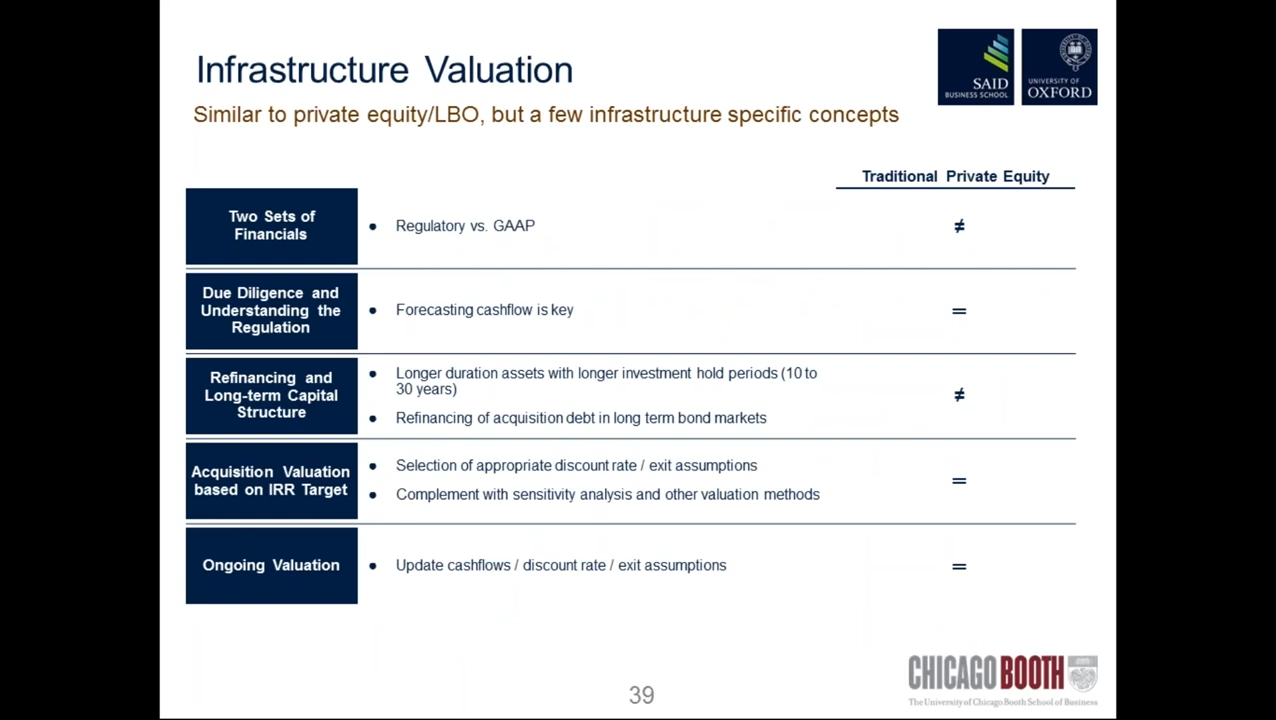 Infrastructure Valuation
Similar to private equity/LBO, but a few infrastructure specific concepts
SAID
BUSINESS SCHOOL
UNIVERSITY OF
OXFORD
Traditional Private Equity
Two Sets of
Financials
● Regulatory vs. GAAP
≠
Due Diligence and
Understanding the
Regulation
● Forecasting cashflow is key
=
Refinancing and
Long-term Capital
Structure
● Longer duration assets with longer investment hold periods (10 to
30 years)
● Refinancing of acquisition debt in long term bond markets
≠
Acquisition Valuation
based on IRR Target
● Selection of appropriate discount rate / exit assumptions
● Complement with sensitivity analysis and other valuation methods
=
Ongoing Valuation
● Update cashflows / discount rate / exit assumptions
=
39
CHICAGO BOOTH
The University of Chicago Booth School of Business